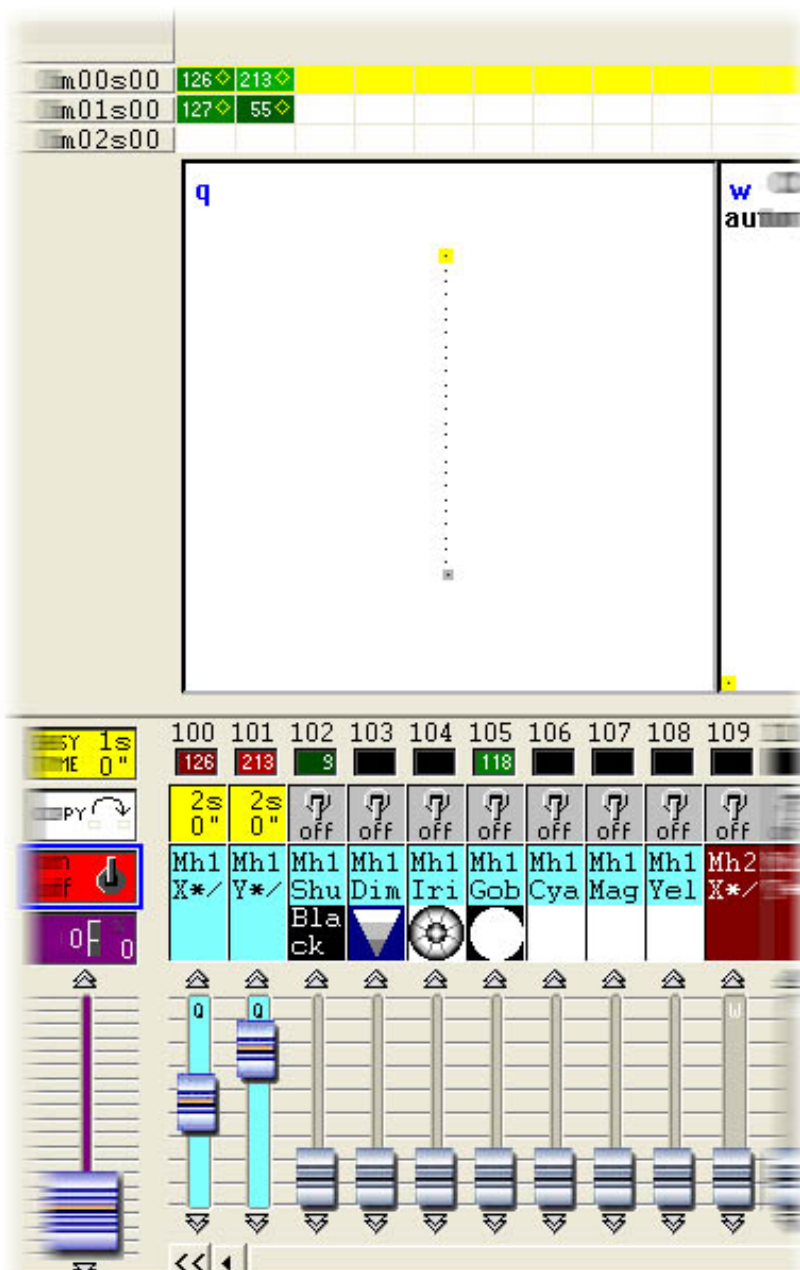 m00s00 126 213
m01s00 127 55
m02s00
q w
1s 0"
100 101 102 103 104 105 106 107 108 109
126 213 9 118
2s 2s
0" 0" off off off off off off off off
Mh1 Mh1 Mh1 Mh1 Mh1 Mh1 Mh1 Mh1 Mh1 Mh2
X*/ Y*/ Shu Dim Iri Gob Cya Mag Yel X*/
Bla
ck
0 0
Q Q W
<<